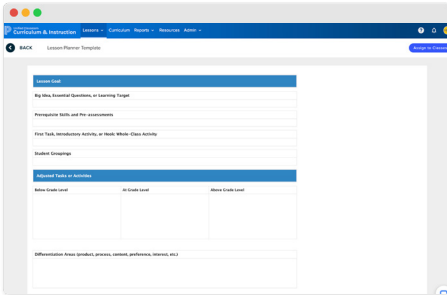 Curriculum & Instruction
Lessons
Curriculum
Reports
Resources
Admin
BACK
Lesson Planner Template
Assign to Classroom
Lesson Goal
Big Idea, Essential Questions, or Learning Target
Prerequisite Skills and Pre-assessments
First Task, Introductory Activity, or Hook: Whole-Class Activity
Student Groupings
Adjusted Tasks or Activities
Below Grade Level
At Grade Level
Above Grade Level
Differentiation Areas (product, process, content, preference, interest, etc.)